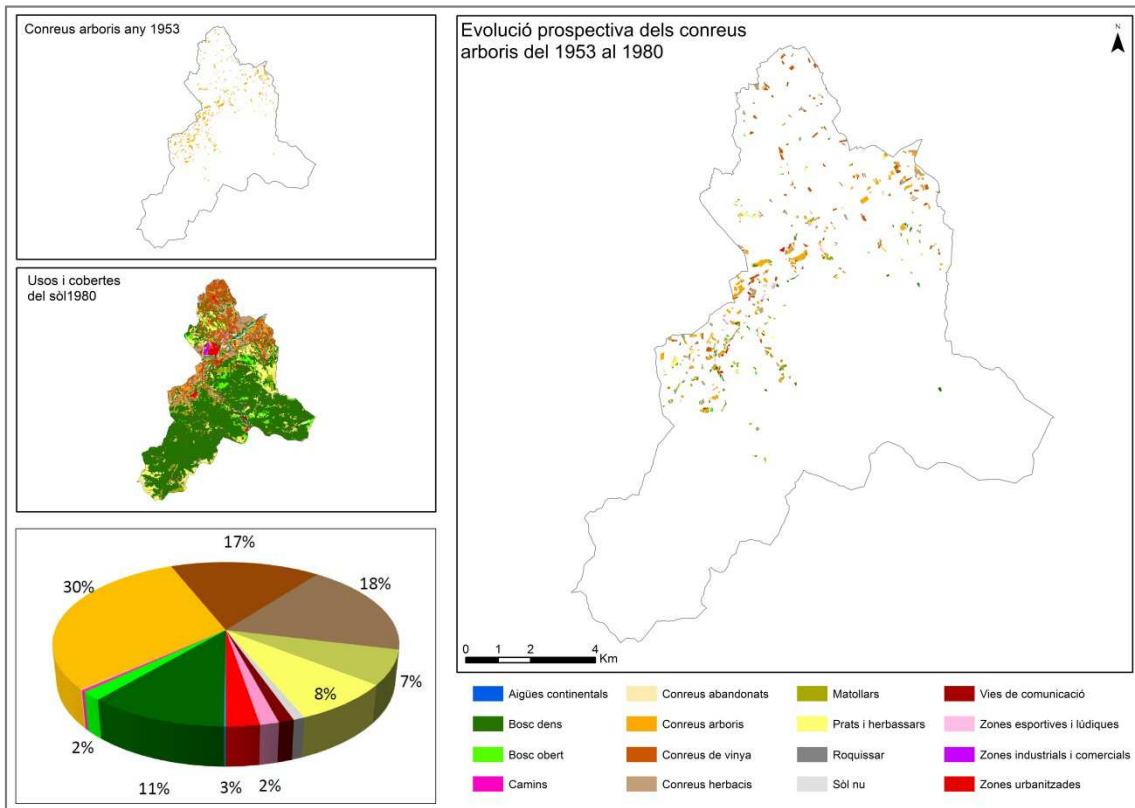 Conreus arboris any 1953
Evolució prospectiva dels conreus
arboris del 1953 al 1980
N
Usos i cobertes
del sòl1980
17%
30%
18%
7%
8%
2%
11%
3%
2%
0 1 2 4
Km
Aigües continentals
Bosc dens
Bosc obert
Camins
Conreus abandonats
Conreus arboris
Conreus de vinya
Conreus herbacis
Matollars
Prats i herbassars
Roquissar
Sòl nu
Vies de comunicació
Zones esportives i lúdiques
Zones industrials i comercials
Zones urbanitzades